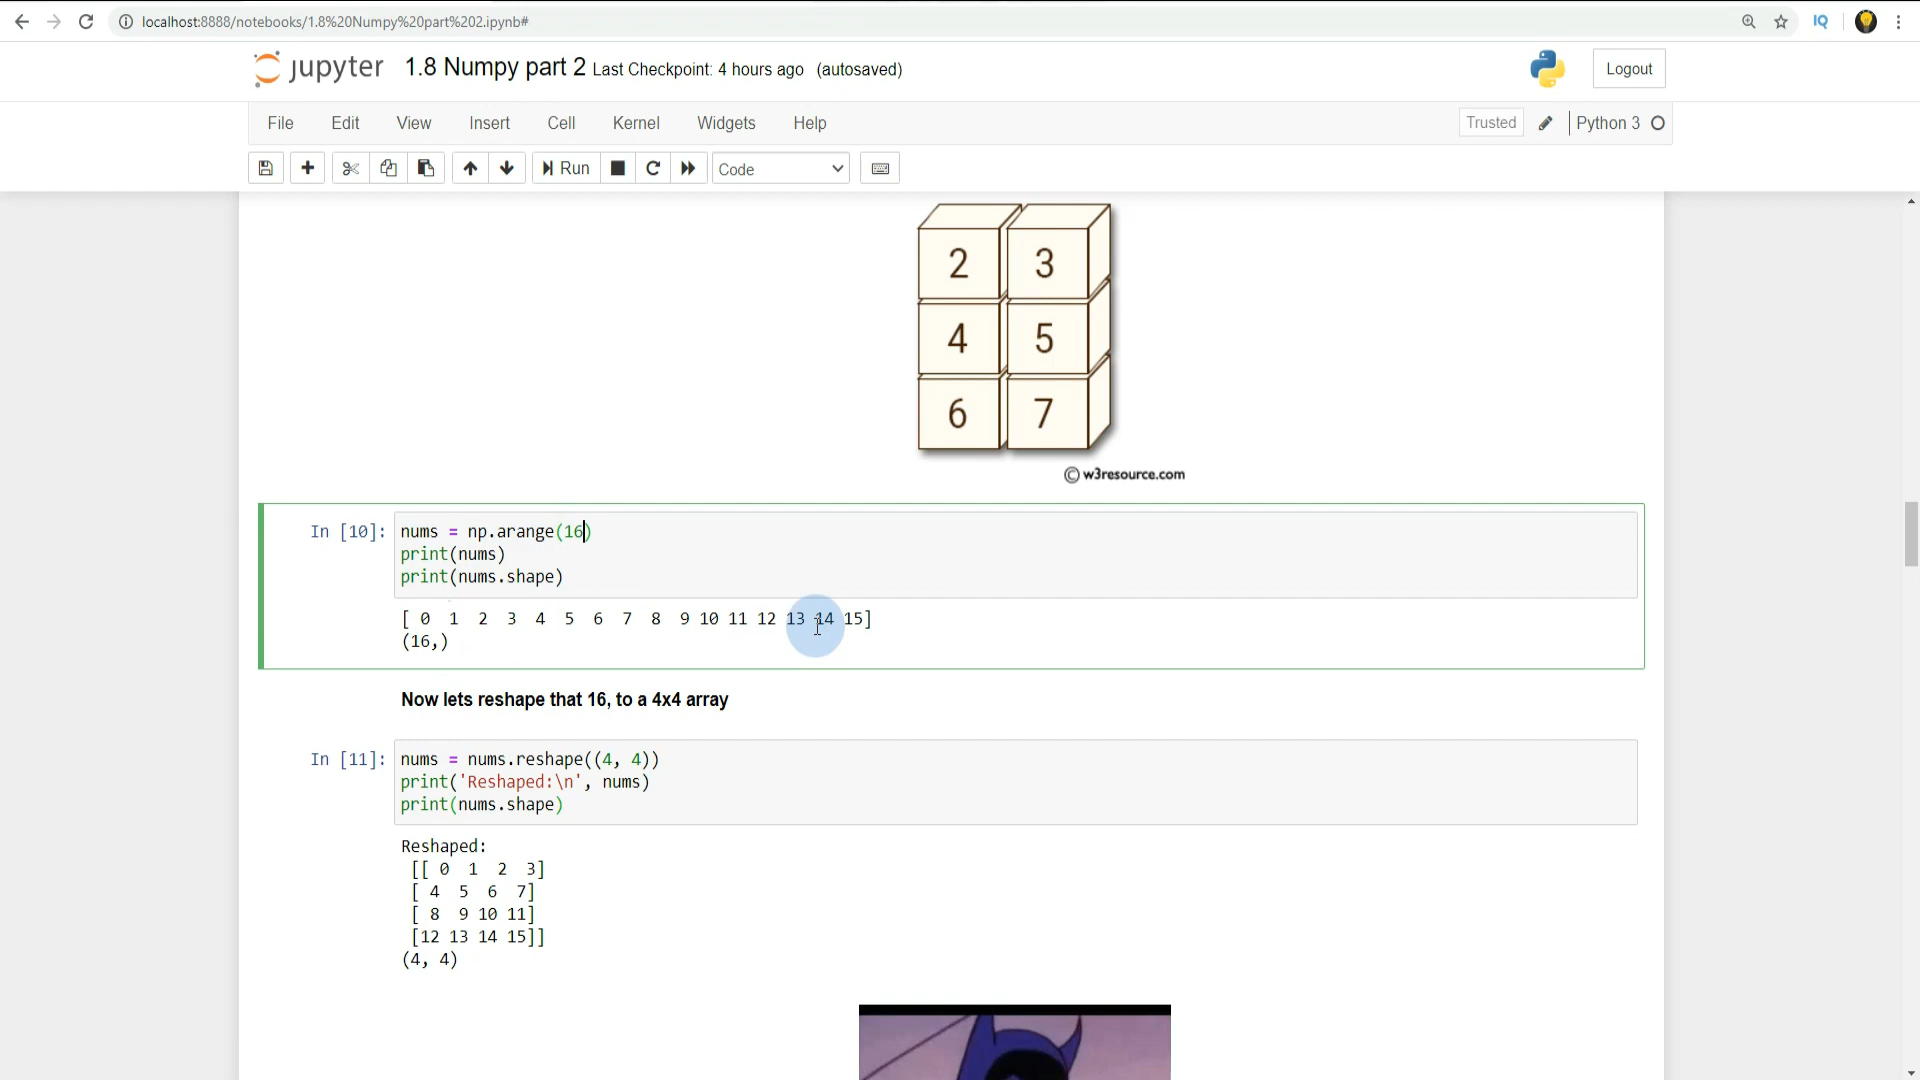 localhost:8888/notebooks/1.8%20Numpy%20part%202.ipynb#
IQ
jupyter 1.8 Numpy part 2 Last Checkpoint: 4 hours ago (autosaved)
Logout
File Edit View Insert Cell Kernel Widgets Help
Trusted
Python 3
Run
Code
2 3
4 5
6 7
© w3resource.com
In [10]: nums = np.arange(16)
print(nums)
print(nums.shape)
[ 0 1 2 3 4 5 6 7 8 9 10 11 12 13 14 15]
(16,)
Now lets reshape that 16, to a 4x4 array
In [11]: nums = nums.reshape((4, 4))
print('Reshaped:\n', nums)
print(nums.shape)
Reshaped:
[[ 0 1 2 3]
[ 4 5 6 7]
[ 8 9 10 11]
[12 13 14 15]]
(4, 4)